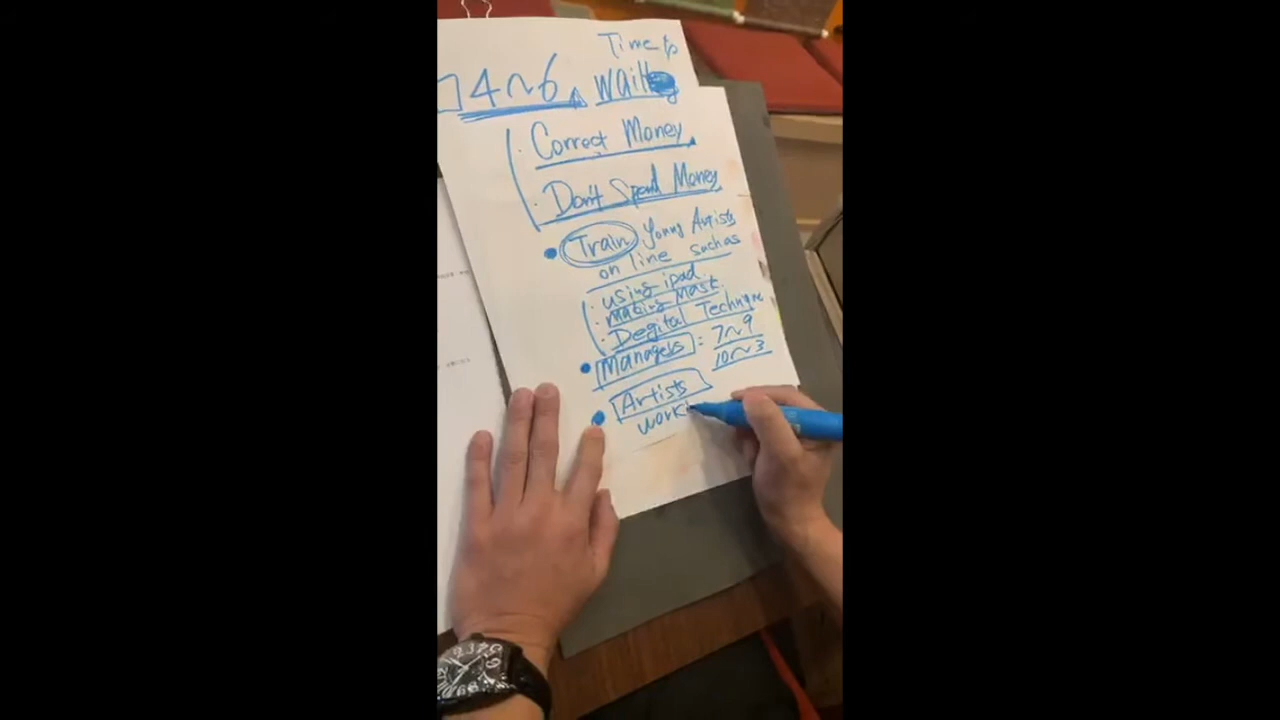 Time to
□ 4~6. wait
· Correct Money.
· Don't Spend Money
• Train Young Artists
on line such as
· using ipad.
· making Mask.
· Degital Technique
• Managers = 7~9
10~3
• Artists
worki